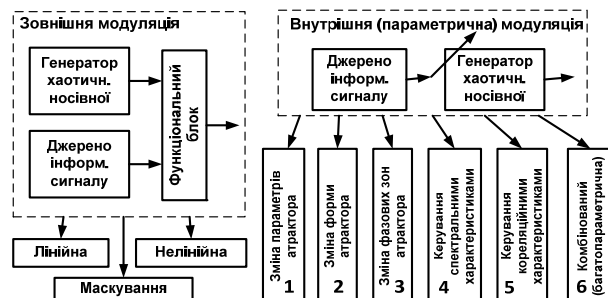 Зовнішня модуляція
Генератор
хаотичн.
носівної
Джерено
інформ.
сигналу
Функціональний
блок
Лінійна
Нелінійна
Маскування
Внутрішня (параметрична) модуляція
Джерено
інформ.
сигналу
Генератор
хаотичн.
носівної
Зміна параметрів
атрактора
1
Зміна форми
атрактора
2
Зміна фазових зон
атрактора
3
Керування
спектральними
характеристиками
4
Керування
кореляційними
характеристиками
5
Комбінований
(багатопараметрична)
6